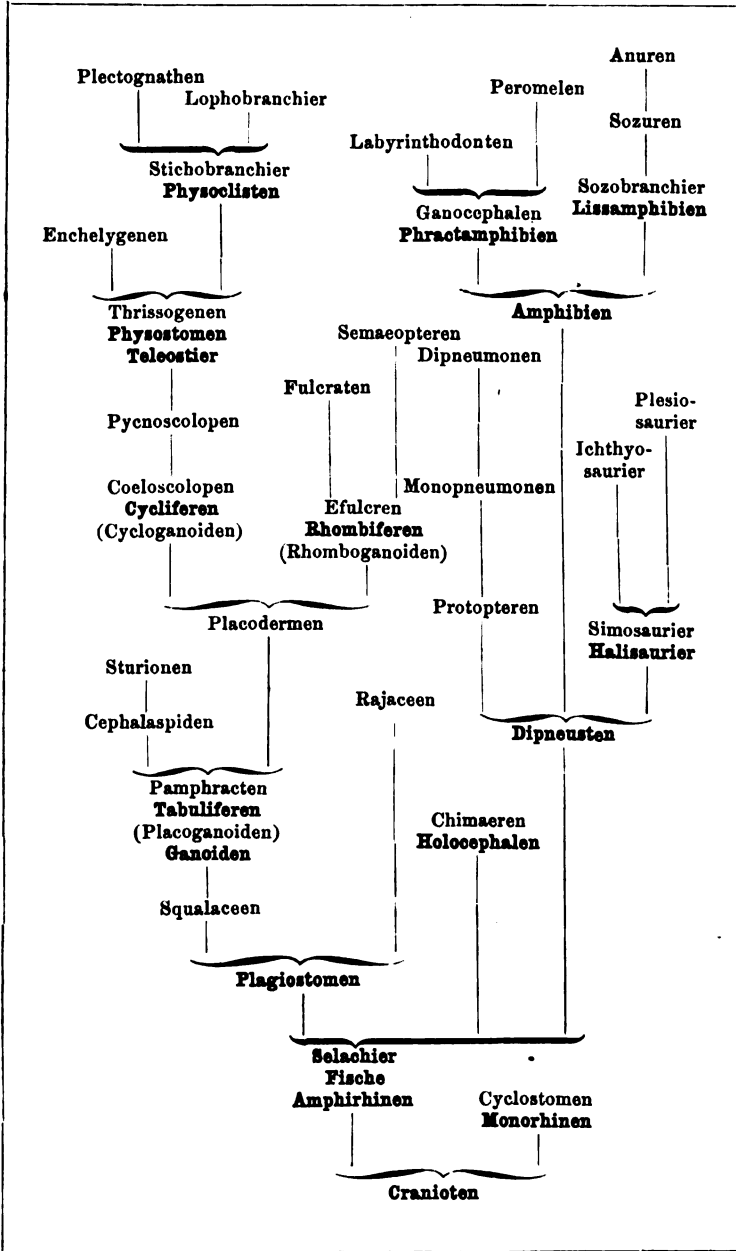 Anuren
Plectognathen
Peromelen
Lophobranchier
Sozuren
Labyrinthodonten
Stichobranchier
Physoclisten
Sozobranchier
Lissamphibien
Ganocephalen
Phractamphibien
Enchelygenen
Thrissogenen
Physostomen
Teleostier
Amphibien
Semaeopteren
Dipneumonen
Fulcraten
Plesio-
saurier
Pycnoscolopen
Ichthyo-
saurier
Coeloscolopen
Cycliferen
(Cycloganoiden)
Monopneumonen
Efulcren
Rhombiferen
(Rhomboganoiden)
Protopteren
Placodermen
Simosaurier
Halisaurier
Sturionen
Rajaceen
Cephalaspiden
Dipneusten
Pamphracten
Tabuliferen
(Placoganoiden)
Ganoiden
Chimaeren
Holocephalen
Squalaceen
Plagiostomen
Selachier
Fische
Amphirhinen
Cyclostomen
Monorhinen
Cranioten